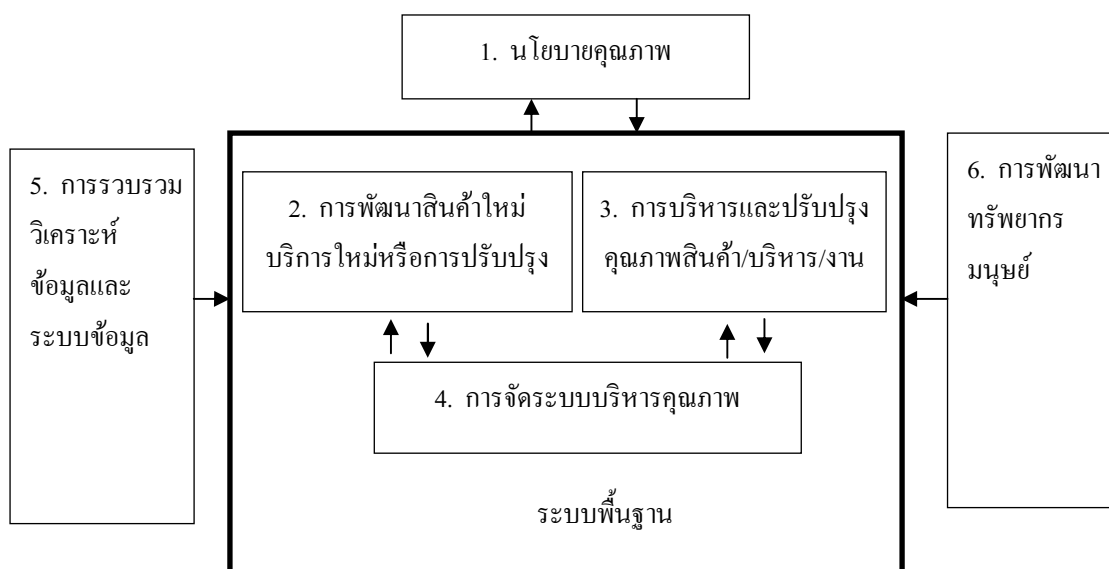 1. นโยบายคุณภาพ
5. การรวบรวม
วิเคราะห์
ข้อมูลและ
ระบบข้อมูล
2. การพัฒนาสินค้าใหม่
บริการใหม่หรือการปรับปรุง
3. การบริหารและปรับปรุง
คุณภาพสินค้า/บริหาร/งาน
4. การจัดระบบบริหารคุณภาพ
ระบบพื้นฐาน
6. การพัฒนา
ทรัพยากร
มนุษย์